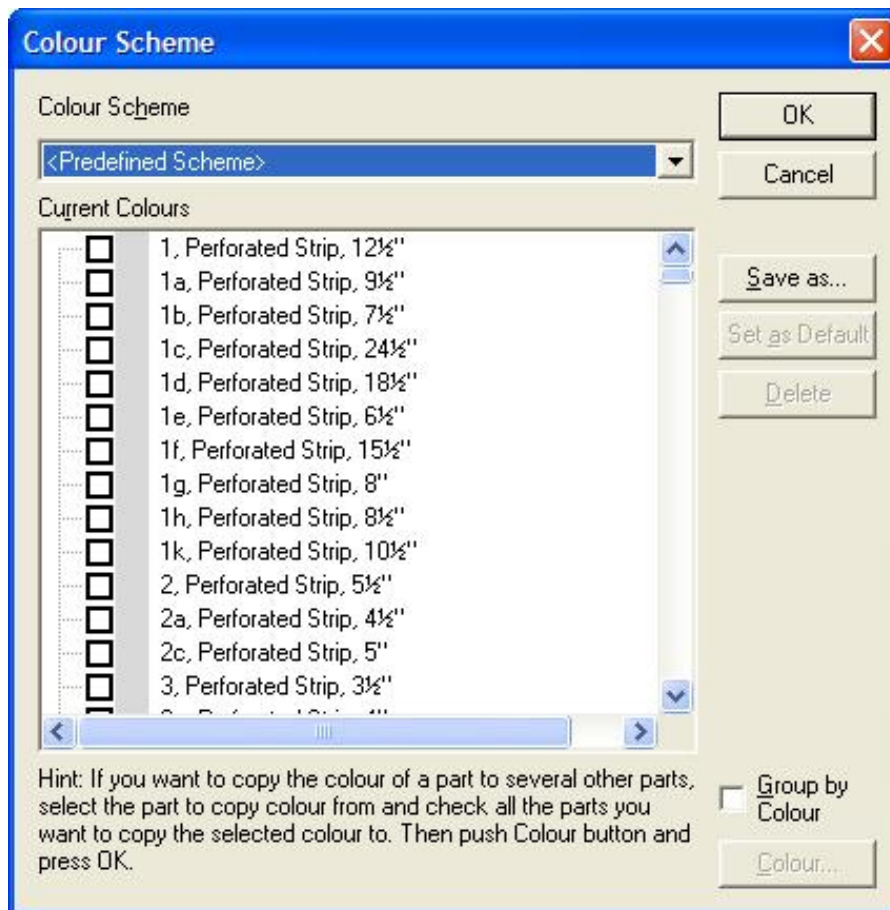 Colour Scheme
Colour Scheme
OK
<Predefined Scheme>
Cancel
Current Colours
1, Perforated Strip, 12½"
1a, Perforated Strip, 9½"
Save as...
1b, Perforated Strip, 7½"
1c, Perforated Strip, 24½"
Set as Default
1d, Perforated Strip, 18½"
Delete
1e, Perforated Strip, 6½"
1f, Perforated Strip, 15½"
1g, Perforated Strip, 8"
1h, Perforated Strip, 8½"
1k, Perforated Strip, 10½"
2, Perforated Strip, 5½"
2a, Perforated Strip, 4½"
2c, Perforated Strip, 5"
3, Perforated Strip, 3½"
Hint: If you want to copy the colour of a part to several other parts,
select the part to copy colour from and check all the parts you
want to copy the selected colour to. Then push Colour button and
press OK.
Group by
Colour
Colour...